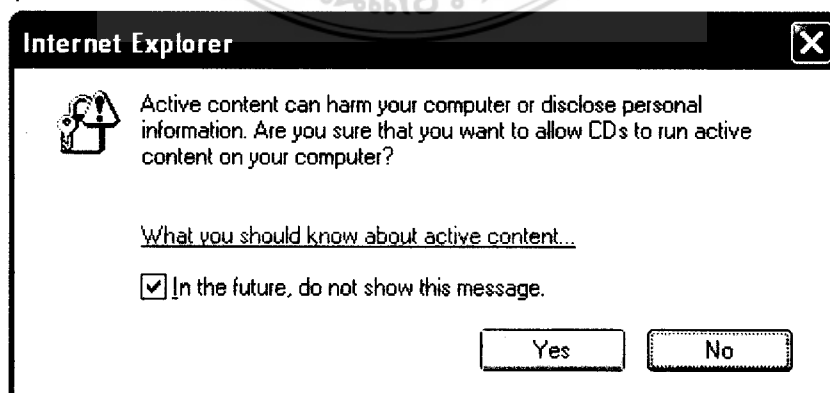 Internet Explorer
Active content can harm your computer or disclose personal
information. Are you sure that you want to allow CDs to run active
content on your computer?
What you should know about active content...
In the future, do not show this message.
Yes No